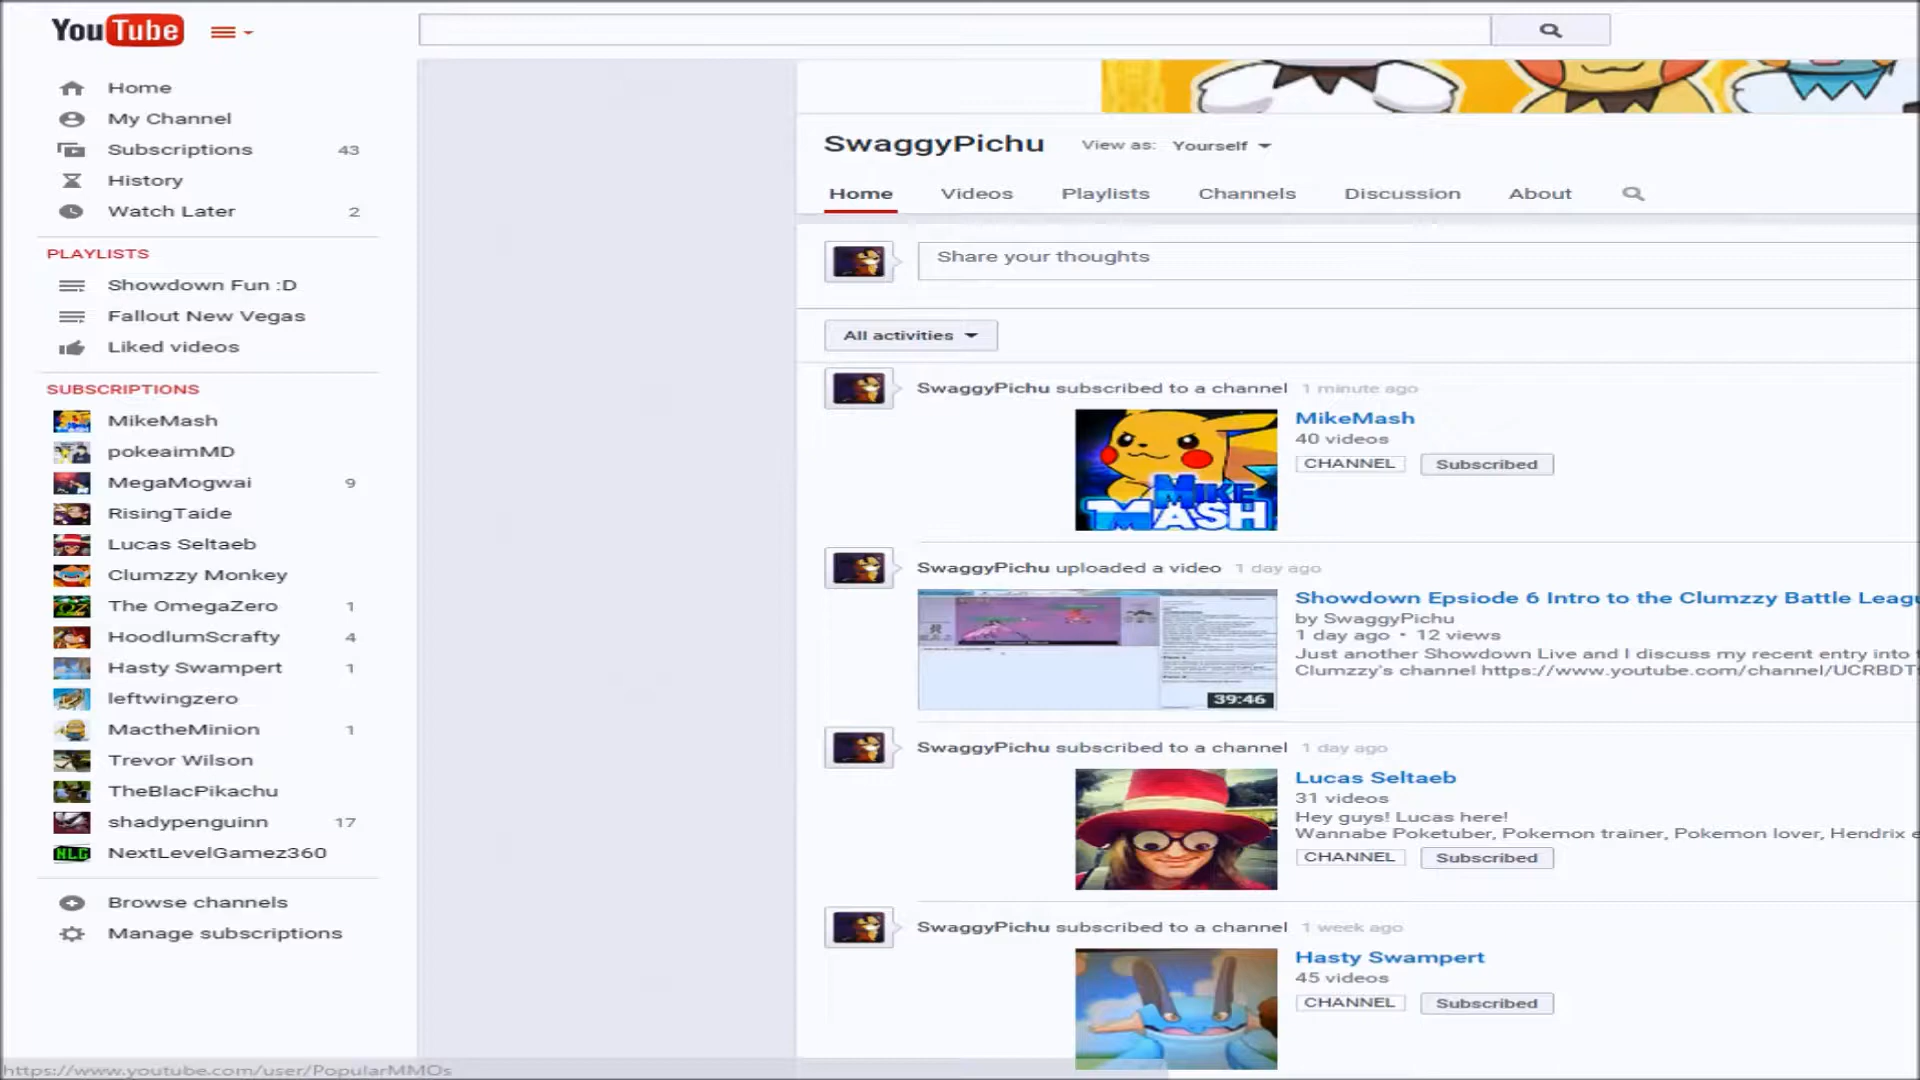 YouTube
Home
My Channel
Subscriptions 43
History
Watch Later 2
PLAYLISTS
Showdown Fun :D
Fallout New Vegas
Liked videos
SUBSCRIPTIONS
MikeMash
pokeaimMD
MegaMogwai 9
RisingTaide
Lucas Seltaeb
Clumzzy Monkey
The OmegaZero 1
HoodlumScrafty 4
Hasty Swampert 1
leftwingzero
MactheMinion 1
Trevor Wilson
TheBlacPikachu
shadypenguinn 17
NLG NextLevelGamez360
Browse channels
Manage subscriptions
https://www.youtube.com/user/PopularMMOs
SwaggyPichu View as: Yourself
Home Videos Playlists Channels Discussion About
Share your thoughts
All activities
SwaggyPichu subscribed to a channel 1 minute ago
MIKE
MASH
MikeMash
40 videos
CHANNEL Subscribed
SwaggyPichu uploaded a video 1 day ago
39:46
Showdown Epsiode 6 Intro to the Clumzzy Battle Leagu
by SwaggyPichu
1 day ago • 12 views
Just another Showdown Live and I discuss my recent entry into
Clumzzy's channel https://www.youtube.com/channel/UCRBDT
SwaggyPichu subscribed to a channel 1 day ago
Lucas Seltaeb
31 videos
Hey guys! Lucas here!
Wannabe Poketuber, Pokemon trainer, Pokemon lover, Hendrix e
CHANNEL Subscribed
SwaggyPichu subscribed to a channel 1 week ago
Hasty Swampert
45 videos
CHANNEL Subscribed